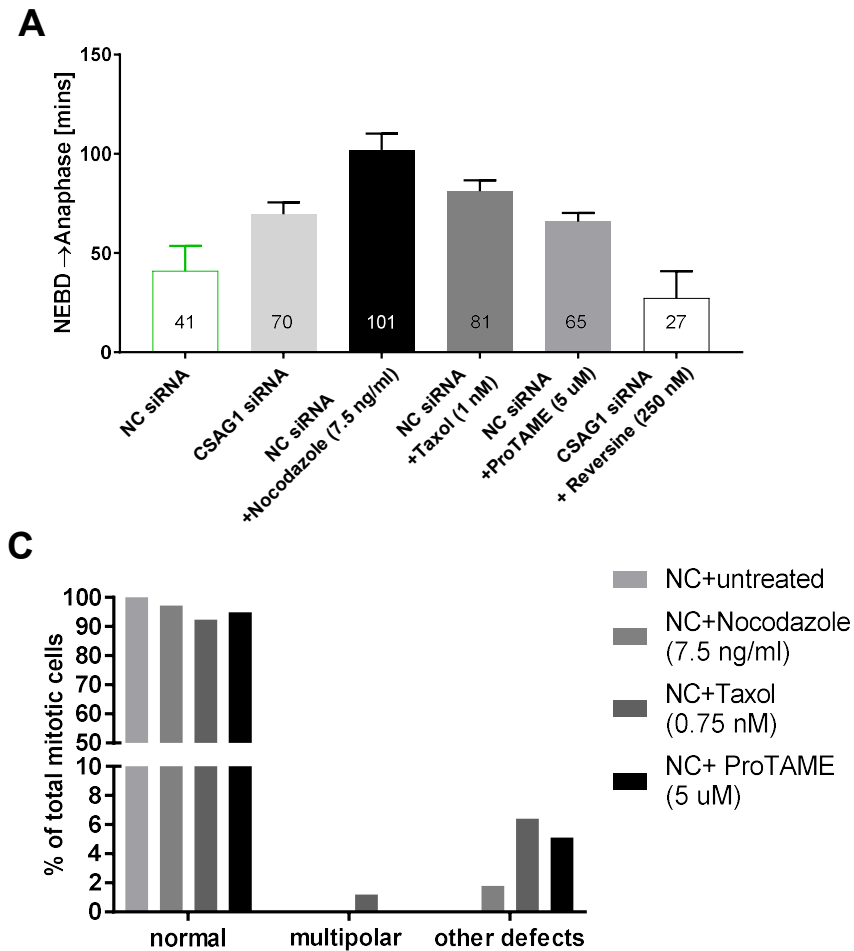 A
NEBD →Anaphase [mins]
150
100
50
0
41
70
101
81
65
27
NC siRNA
CSAG1 siRNA
NC siRNA
+Nocodazole (7.5 ng/ml)
NC siRNA
+Taxol (1 nM)
NC siRNA
+ProTAME (5 uM)
CSAG1 siRNA
+ Reversine (250 nM)
C
% of total mitotic cells
100
90
80
70
60
50
10
8
6
4
2
0
normal
multipolar
other defects
NC+untreated
NC+Nocodazole
(7.5 ng/ml)
NC+Taxol
(0.75 nM)
NC+ ProTAME
(5 uM)